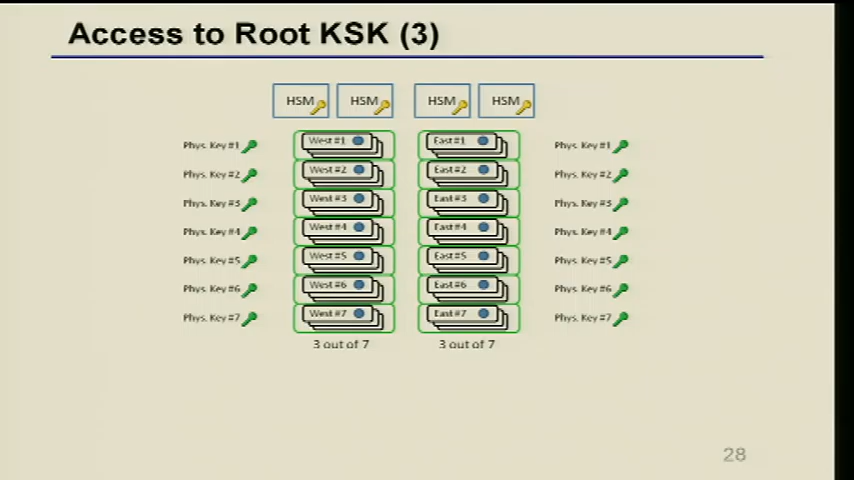 Access to Root KSK (3)
HSM HSM HSM HSM
Phys. Key #1 West #1 East #1 Phys. Key #1
Phys. Key #2 West #2 East #2 Phys. Key #2
Phys. Key #3 West #3 East #3 Phys. Key #3
Phys. Key #4 West #4 East #4 Phys. Key #4
Phys. Key #5 West #5 East #5 Phys. Key #5
Phys. Key #6 West #6 East #6 Phys. Key #6
Phys. Key #7 West #7 East #7 Phys. Key #7
3 out of 7 3 out of 7
28